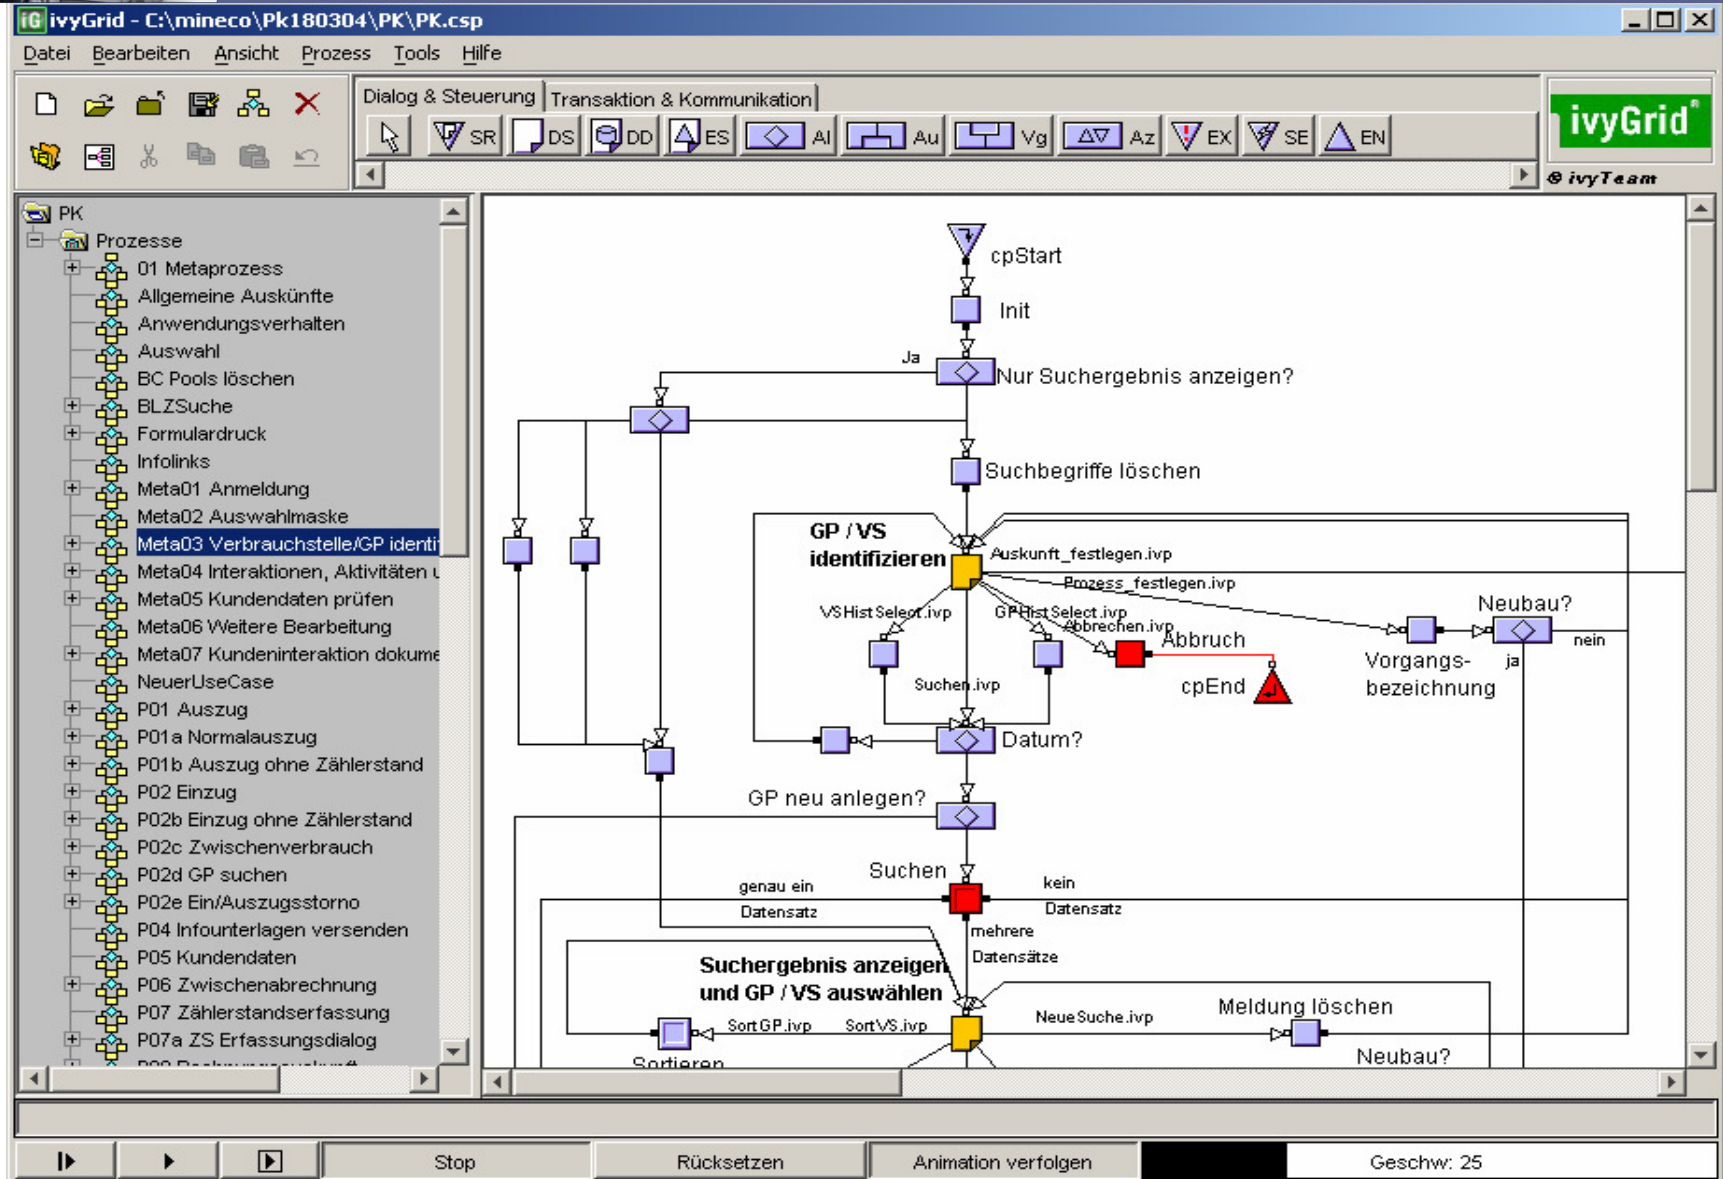 ivyGrid - C:\mineco\Pk180304\PK\PK.csp
Datei Bearbeiten Ansicht Prozess Tools Hilfe
Dialog & Steuerung Transaktion & Kommunikation
SR DS DD ES Al Au Vg Az EX SE EN
ivyGrid®
© ivyTeam
PK
Prozesse
01 Metaprozess
Allgemeine Auskünfte
Anwendungsverhalten
Auswahl
BC Pools löschen
BLZSuche
Formulardruck
Infolinks
Meta01 Anmeldung
Meta02 Auswahlmaske
Meta03 Verbrauchstelle/GP identi
Meta04 Interaktionen, Aktivitäten u
Meta05 Kundendaten prüfen
Meta06 Weitere Bearbeitung
Meta07 Kundeninteraktion dokume
NeuerUseCase
P01 Auszug
P01a Normalauszug
P01b Auszug ohne Zählerstand
P02 Einzug
P02b Einzug ohne Zählerstand
P02c Zwischenverbrauch
P02d GP suchen
P02e Ein/Auszugsstorno
P04 Infounterlagen versenden
P05 Kundendaten
P06 Zwischenabrechnung
P07 Zählerstandserfassung
P07a ZS Erfassungsdialog
cpStart
Init
Ja
Nur Suchergebnis anzeigen?
Suchbegriffe löschen
GP / VS
identifizieren
Auskunft_festlegen.ivp
Prozess_festlegen.ivp
VSHistSelect.ivp
GPHistSelect.ivp
Abbrechen.ivp
Abbruch
cpEnd
Neubau?
nein
ja
Vorgangs-
bezeichnung
Suchen.ivp
Datum?
GP neu anlegen?
Suchen
genau ein
Datensatz
kein
Datensatz
mehrere
Datensätze
Suchergebnis anzeigen
und GP / VS auswählen
SortGP.ivp
SortVS.ivp
NeueSuche.ivp
Meldung löschen
Neubau?
Sortieren
Stop Rücksetzen Animation verfolgen Geschw: 25